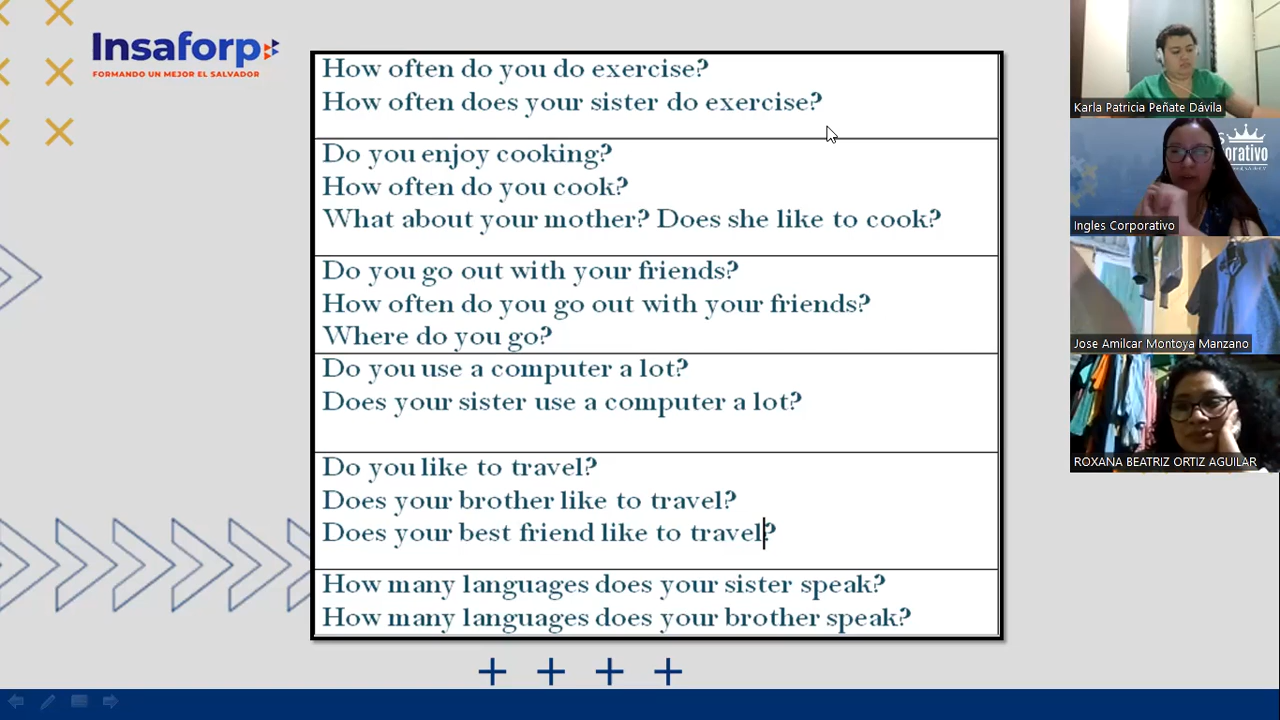 Insaforp
FORMANDO UN MEJOR EL SALVADOR
How often do you do exercise?
How often does your sister do exercise?
Do you enjoy cooking?
How often do you cook?
What about your mother? Does she like to cook?
Do you go out with your friends?
How often do you go out with your friends?
Where do you go?
Do you use a computer a lot?
Does your sister use a computer a lot?
Do you like to travel?
Does your brother like to travel?
Does your best friend like to travel?
How many languages does your sister speak?
How many languages does your brother speak?
Karla Patricia Peñate Dávila
orativo
Ingles Corporativo
Jose Amilcar Montoya Manzano
ROXANA BEATRIZ ORTIZ AGUILAR